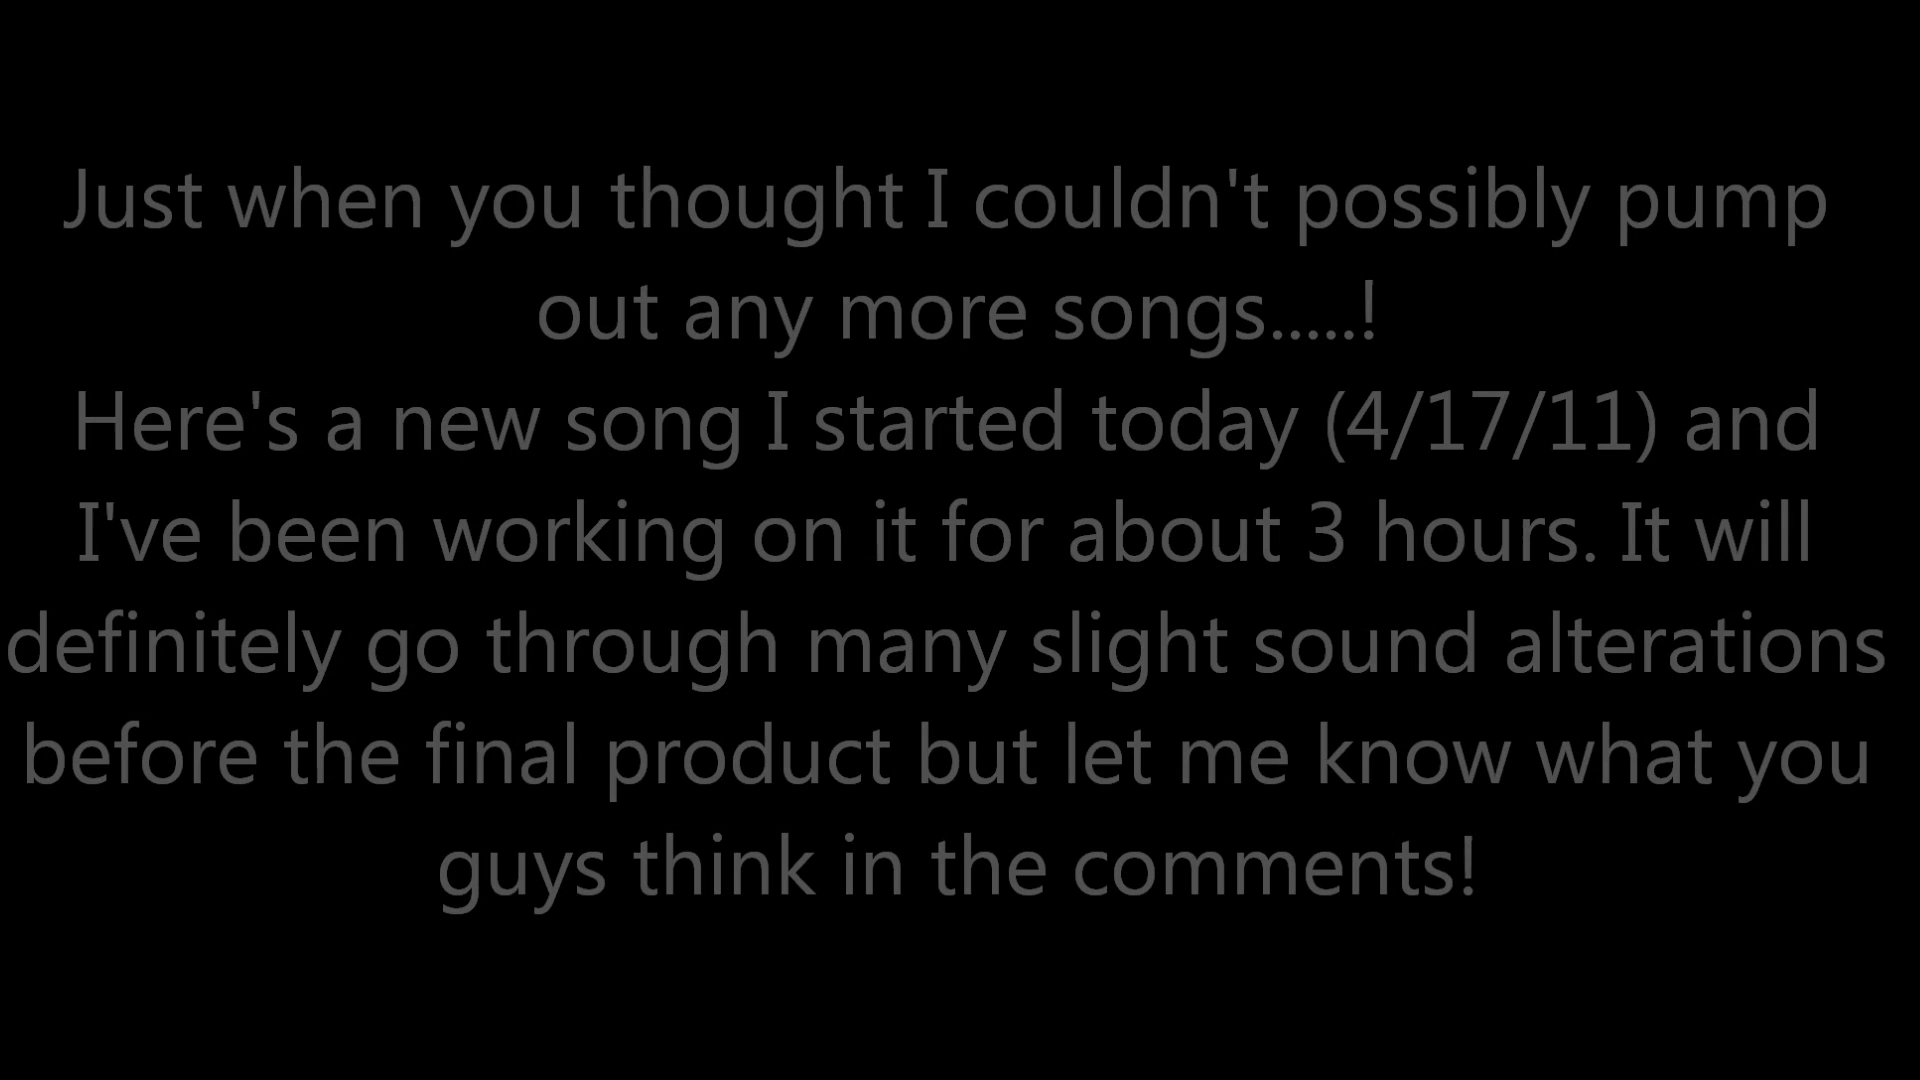 Just when you thought I couldn't possibly pump
out any more songs.....!
Here's a new song I started today (4/17/11) and
I've been working on it for about 3 hours. It will
definitely go through many slight sound alterations
before the final product but let me know what you
guys think in the comments!